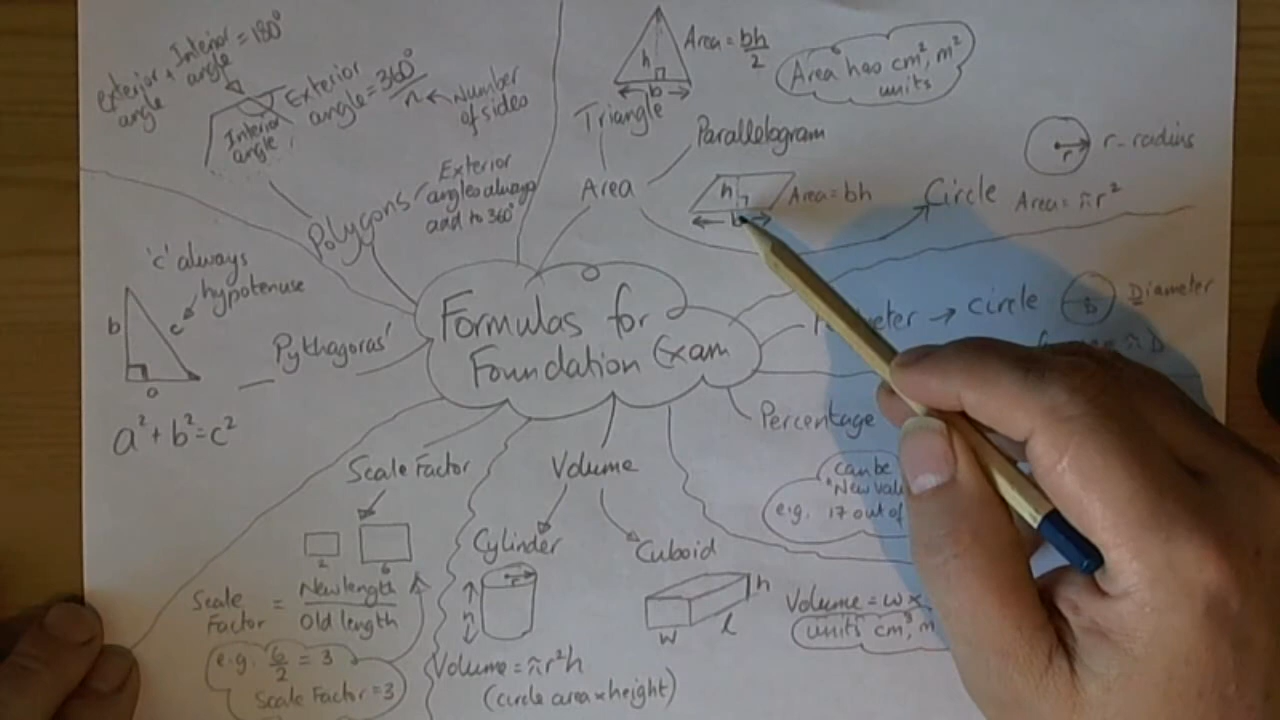 Formulas for
Foundation Exam
exterior + Interior = 180°
angle angle
Interior
angle
Exterior
angle = 360°
n ← Number
of sides
Polygons
Exterior
angles always
add to 360°
'c' always
hypotenuse
b
c
a
Pythagoras'
a² + b² = c²
Area = bh
2
h
b
Triangle
Area has cm², m²
units
Area
Parallelogram
h
Area = bh
b
Circle
r
r - radius
Area = πr²
→ Circle
D
Diameter
π D
Percentage
can be
e.g. 17 out of
Scale Factor
2
6
Scale
Factor = New length
Old length
e.g. 6 = 3
2
Scale Factor = 3
Volume
Cylinder
r
h
Volume = πr²h
(circle area x height)
Cuboid
h
w
l
Volume = w x
units cm³, m